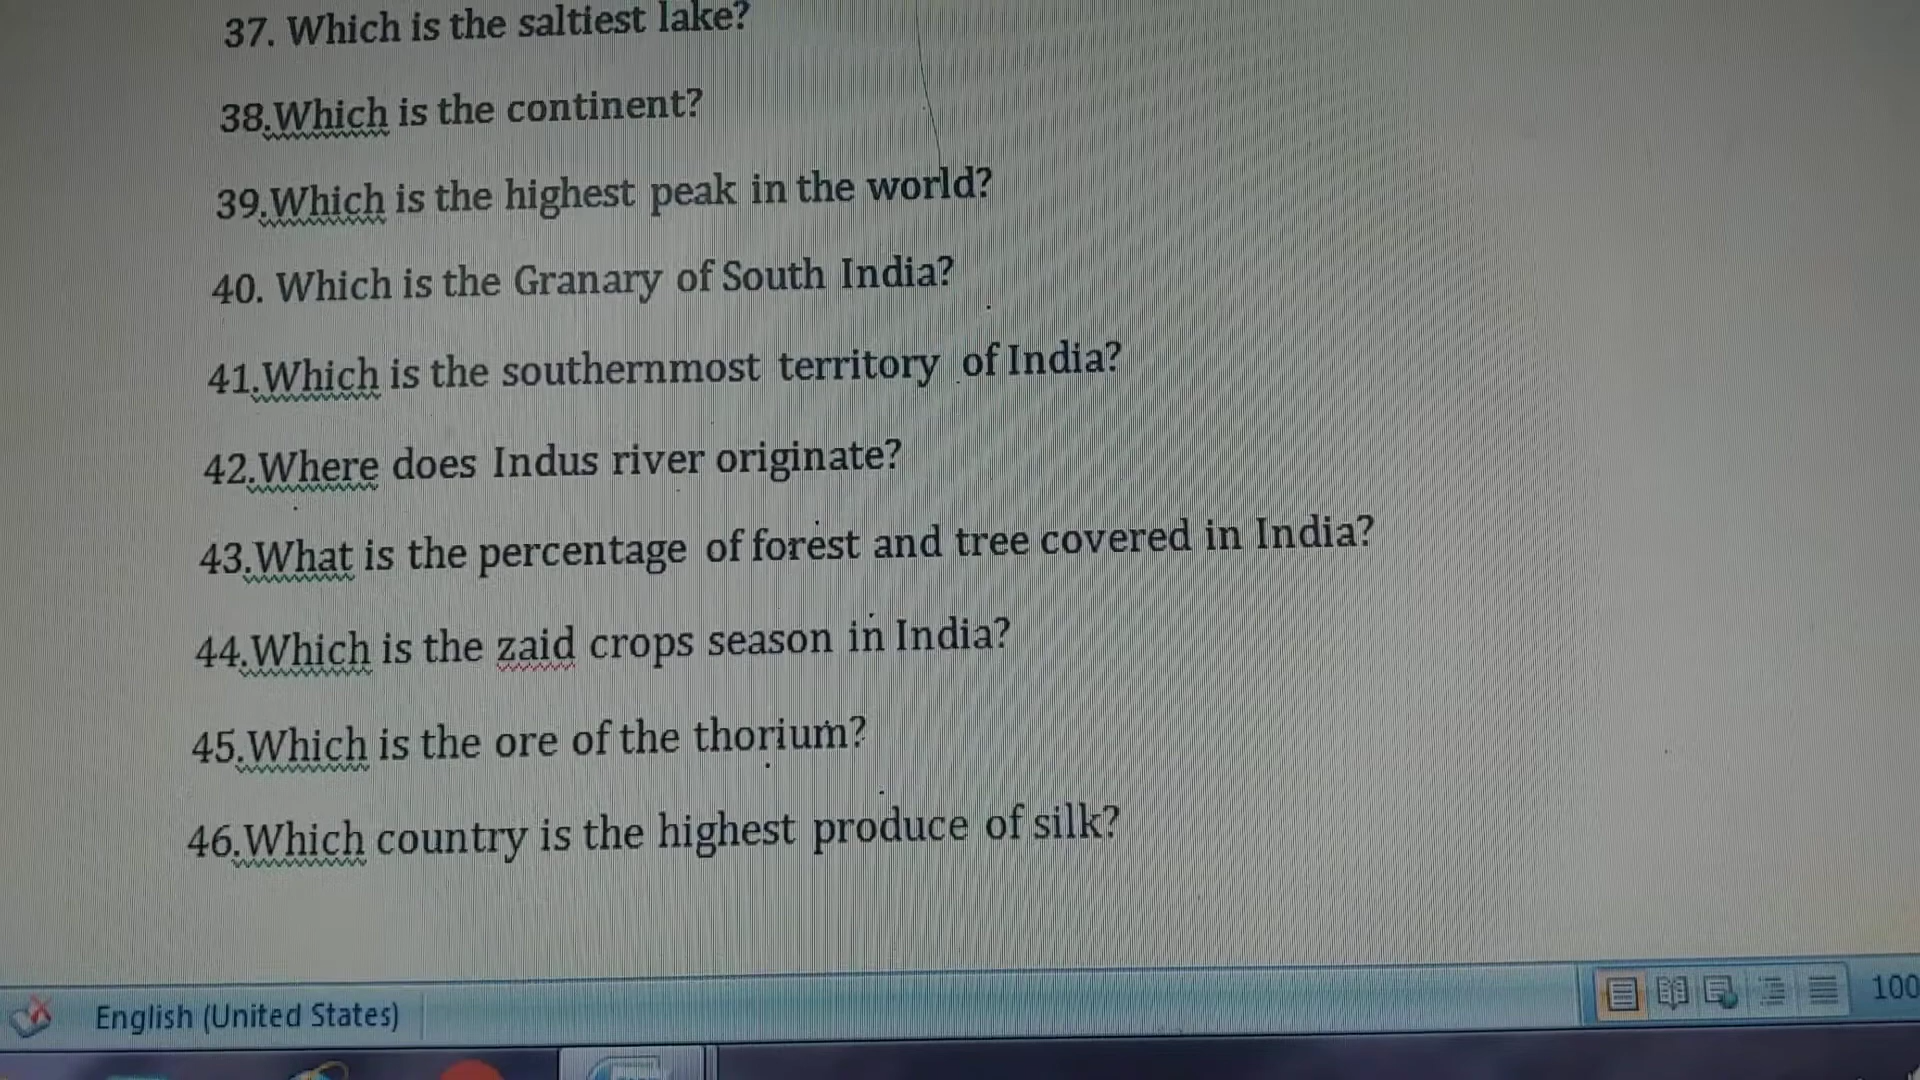 37. Which is the saltiest lake?
38.Which is the continent?
39.Which is the highest peak in the world?
40. Which is the Granary of South India?
41.Which is the southernmost territory of India?
42.Where does Indus river originate?
43.What is the percentage of forest and tree covered in India?
44.Which is the zaid crops season in India?
45.Which is the ore of the thorium?
46.Which country is the highest produce of silk?
English (United States)
100